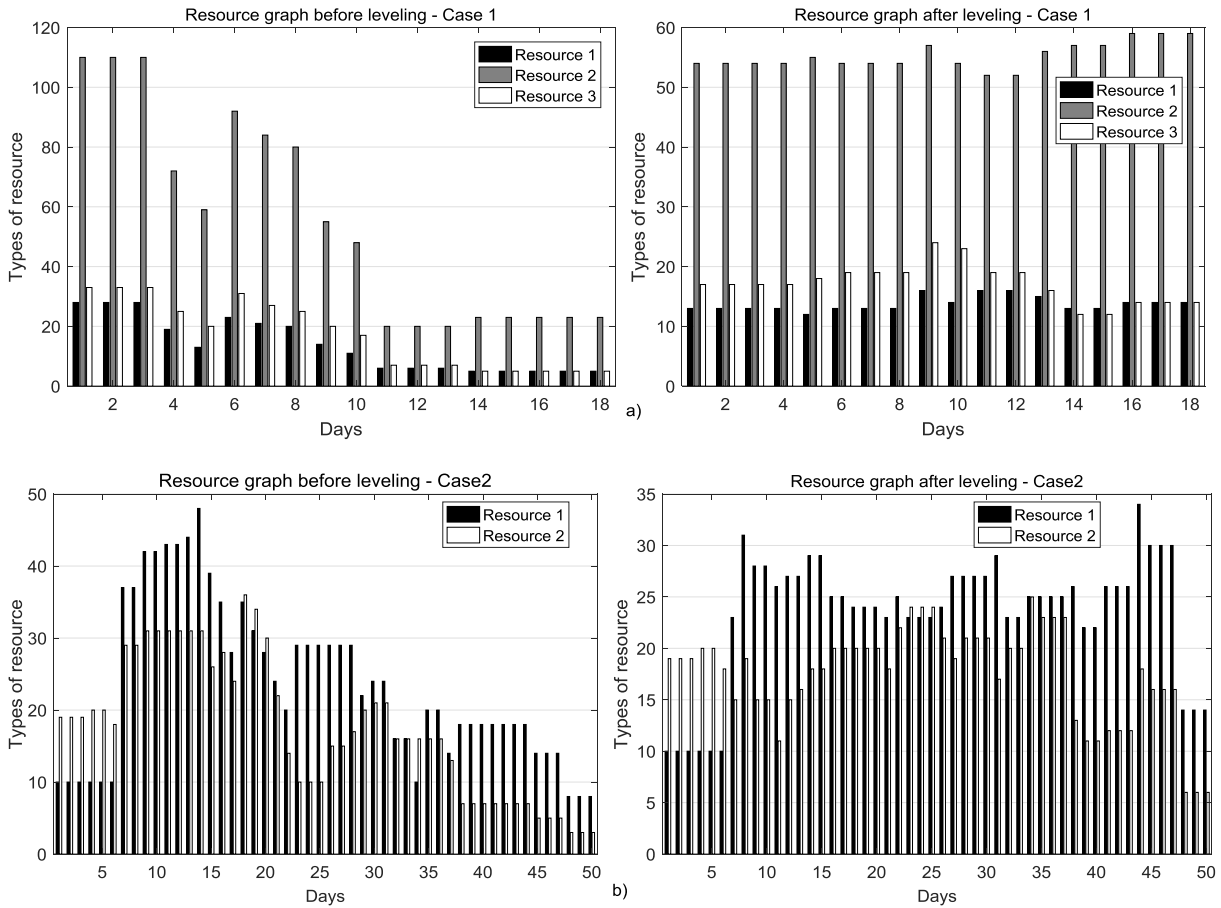 Resource graph before leveling - Case 1
Types of resource
120
100
80
60
40
20
0
Resource 1
Resource 2
Resource 3
2 4 6 8 10 12 14 16 18
Days
Resource graph after leveling - Case 1
Types of resource
60
50
40
30
20
10
0
Resource 1
Resource 2
Resource 3
2 4 6 8 10 12 14 16 18
Days
a)
Resource graph before leveling - Case2
Types of resource
50
40
30
20
10
0
Resource 1
Resource 2
5 10 15 20 25 30 35 40 45 50
Days
Resource graph after leveling - Case2
Types of resource
35
30
25
20
15
10
5
0
Resource 1
Resource 2
5 10 15 20 25 30 35 40 45 50
Days
b)